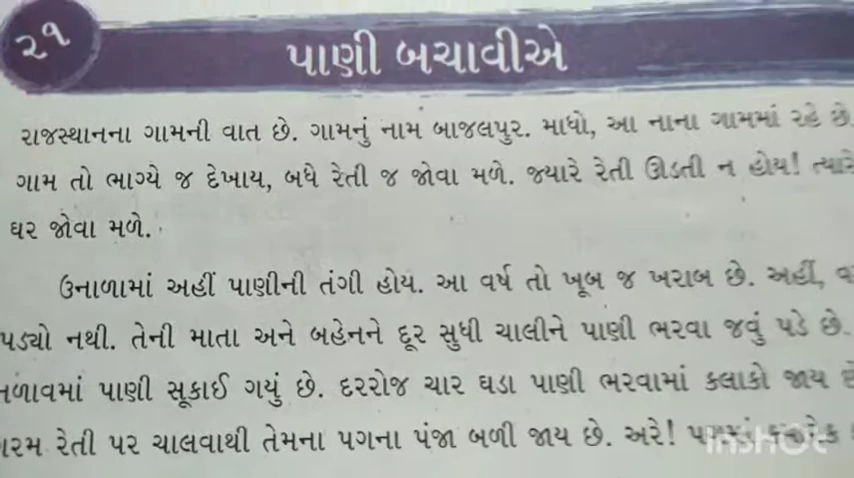 ૨૧
પાણી બચાવીએ
રાજસ્થાનના ગામની વાત છે. ગામનું નામ બાજલપુર. માધો, આ નાના ગામમાં રહે છે.
ગામ તો ભાગ્યે જ દેખાય, બધે રેતી જ જોવા મળે. જ્યારે રેતી ઊડતી ન હોય! ત્યારે
ઘર જોવા મળે.
ઉનાળામાં અહીં પાણીની તંગી હોય. આ વર્ષ તો ખૂબ જ ખરાબ છે. અહીં,
પડ્યો નથી. તેની માતા અને બહેનને દૂર સુધી ચાલીને પાણી ભરવા જવું પડે છે.
પાણી સૂકાઈ ગયું છે. દરરોજ ચાર ઘડા પાણી ભરવામાં કલાકો જાય
રેતી પર ચાલવાથી તેમના પગના પંજા બળી જાય છે. અરે!
InShOt